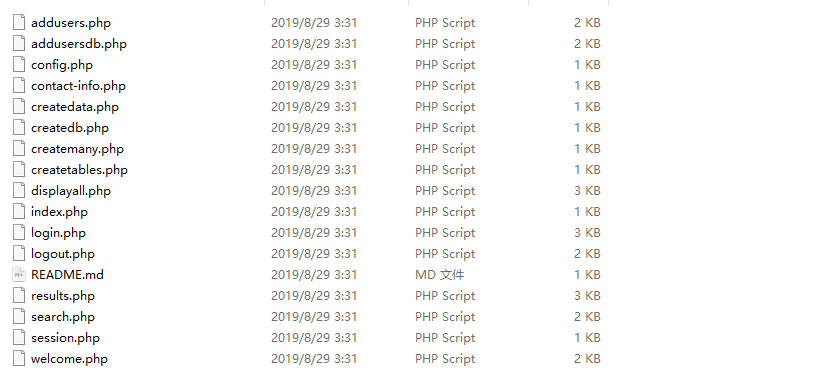 addusers.php 2019/8/29 3:31 PHP Script 2 KB
addusersdb.php 2019/8/29 3:31 PHP Script 2 KB
config.php 2019/8/29 3:31 PHP Script 1 KB
contact-info.php 2019/8/29 3:31 PHP Script 1 KB
createdata.php 2019/8/29 3:31 PHP Script 1 KB
createdb.php 2019/8/29 3:31 PHP Script 1 KB
createmany.php 2019/8/29 3:31 PHP Script 1 KB
createtables.php 2019/8/29 3:31 PHP Script 1 KB
displayall.php 2019/8/29 3:31 PHP Script 3 KB
index.php 2019/8/29 3:31 PHP Script 1 KB
login.php 2019/8/29 3:31 PHP Script 3 KB
logout.php 2019/8/29 3:31 PHP Script 2 KB
README.md 2019/8/29 3:31 MD 文件 1 KB
results.php 2019/8/29 3:31 PHP Script 3 KB
search.php 2019/8/29 3:31 PHP Script 2 KB
session.php 2019/8/29 3:31 PHP Script 1 KB
welcome.php 2019/8/29 3:31 PHP Script 2 KB